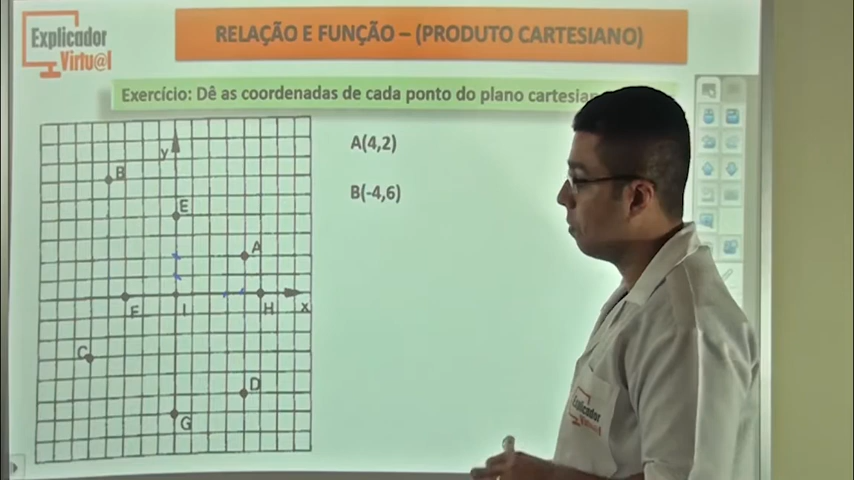 Explicador
Virtu@l
RELAÇÃO E FUNÇÃO – (PRODUTO CARTESIANO)
Exercício: Dê as coordenadas de cada ponto do plano cartesian
A(4,2)
B(-4,6)
y
B
E
A
F
I
H
x
C
D
G
Explicador